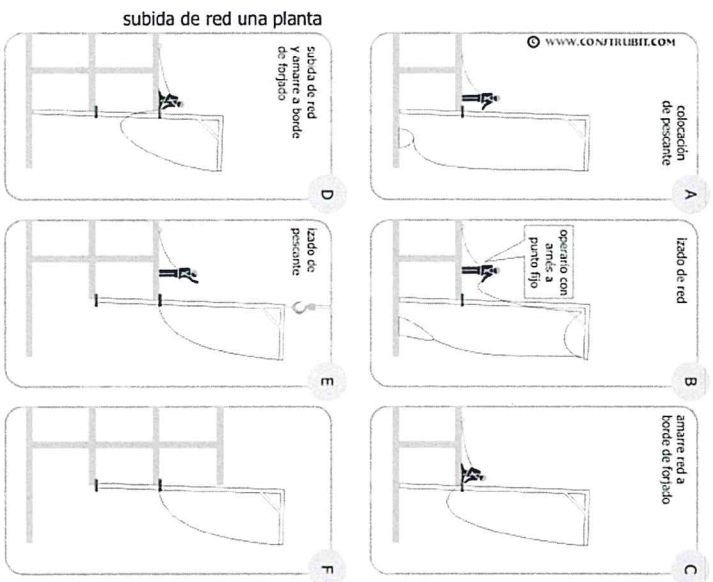 subida de red una planta
© WWW.CONSTRUBIT.COM
colocación
de pescante
A
izado de red
operario con
arnés a
punto fijo
B
amarre red a
borde de forjado
C
subida de red
y amarre a borde
de forjado
D
izado de
pescante
E
F